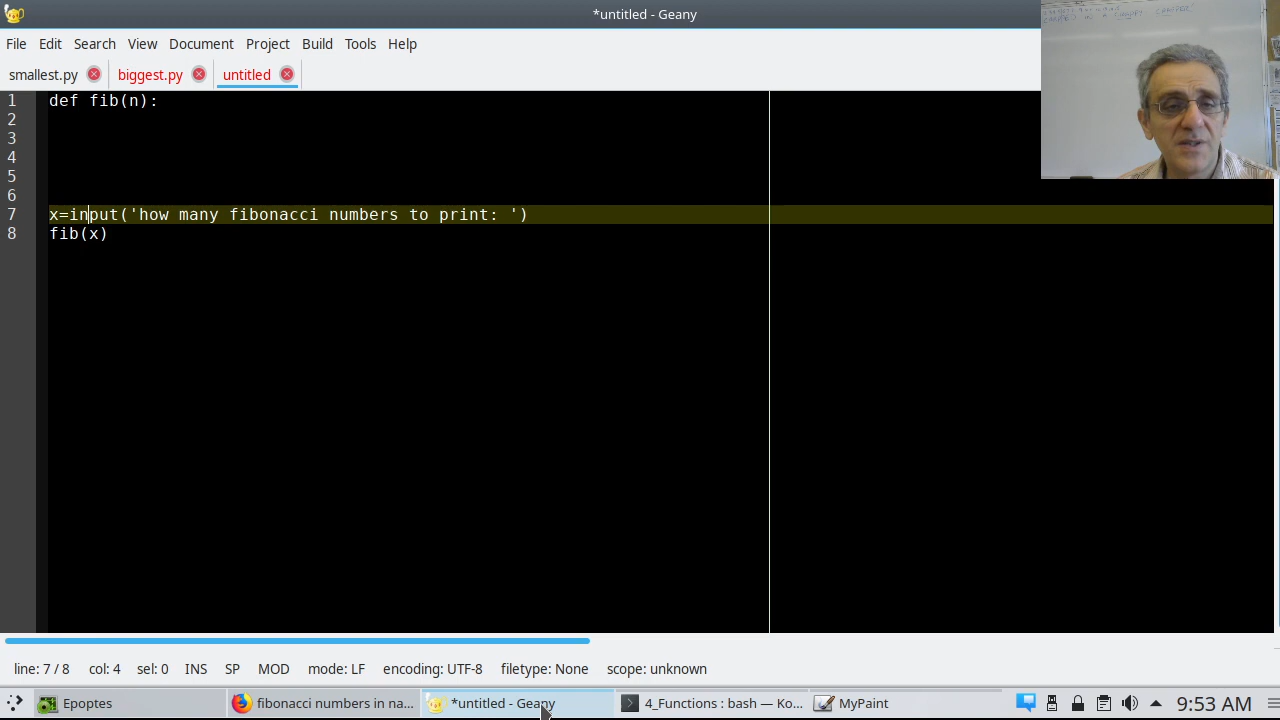 *untitled - Geany
File Edit Search View Document Project Build Tools Help
smallest.py biggest.py untitled
1 def fib(n):
2
3
4
5
6
7 x=input('how many fibonacci numbers to print: ')
8 fib(x)
line: 7 / 8 col: 4 sel: 0 INS SP MOD mode: LF encoding: UTF-8 filetype: None scope: unknown
Epoptes fibonacci numbers in na... *untitled - Geany 4_Functions : bash — Ko... MyPaint 9:53 AM